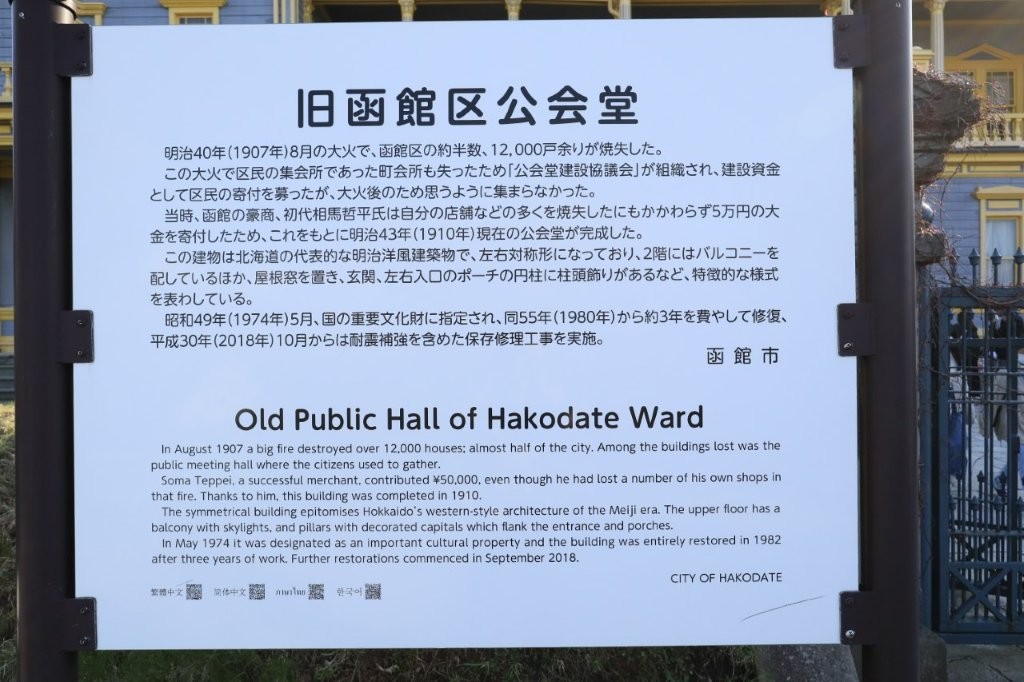 旧函館区公会堂
明治40年(1907年)8月の大火で、函館区の約半数、12,000戸余りが焼失した。
この大火で区民の集会所であった町会所も失ったため「公会堂建設協議会」が組織され、建設資金
として区民の寄付を募ったが、大火後のため思うように集まらなかった。
当時、函館の豪商、初代相馬哲平氏は自分の店舗などの多くを焼失したにもかかわらず5万円の大
金を寄付したため、これをもとに明治43年(1910年)現在の公会堂が完成した。
この建物は北海道の代表的な明治洋風建築物で、左右対称形になっており、2階にはバルコニーを
配しているほか、屋根窓を置き、玄関、左右入口のポーチの円柱に柱頭飾りがあるなど、特徴的な様式
を表わしている。
昭和49年(1974年)5月、国の重要文化財に指定され、同55年(1980年)から約3年を費やして修復、
平成30年(2018年)10月からは耐震補強を含めた保存修理工事を実施。
函館市
Old Public Hall of Hakodate Ward
In August 1907 a big fire destroyed over 12,000 houses; almost half of the city. Among the buildings lost was the
public meeting hall where the citizens used to gather.
Soma Teppei, a successful merchant, contributed ¥50,000, even though he had lost a number of his own shops in
that fire. Thanks to him, this building was completed in 1910.
The symmetrical building epitomises Hokkaido's western-style architecture of the Meiji era. The upper floor has a
balcony with skylights, and pillars with decorated capitals which flank the entrance and porches.
In May 1974 it was designated as an important cultural property and the building was entirely restored in 1982
after three years of work. Further restorations commenced in September 2018.
CITY OF HAKODATE
繁體中文 简体中文 ภาษาไทย 한국어